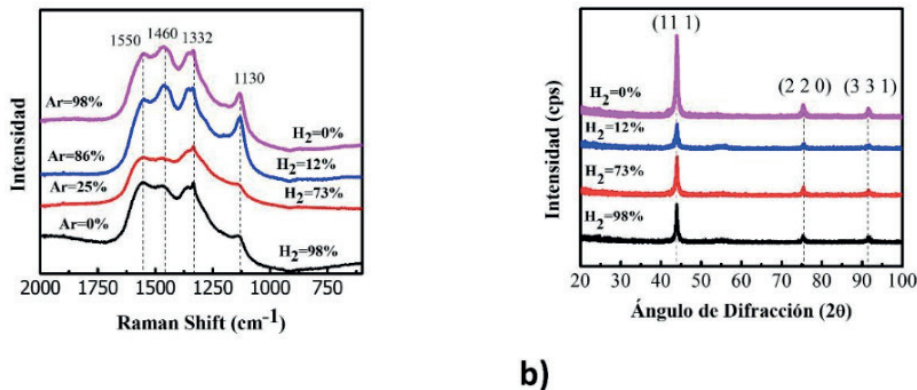 1550
1460
1332
1130
Ar=98%
H2=0%
Ar=86%
H2=12%
Ar=25%
H2=73%
Ar=0%
H2=98%
Intensidad
2000
1750
1500
1250
1000
750
Raman Shift (cm-1)
(11 1)
(2 2 0)
(3 3 1)
H2=0%
H2=12%
H2=73%
H2=98%
Intensidad (cps)
20 30 40 50 60 70 80 90 100
Ángulo de Difracción (2θ)
b)